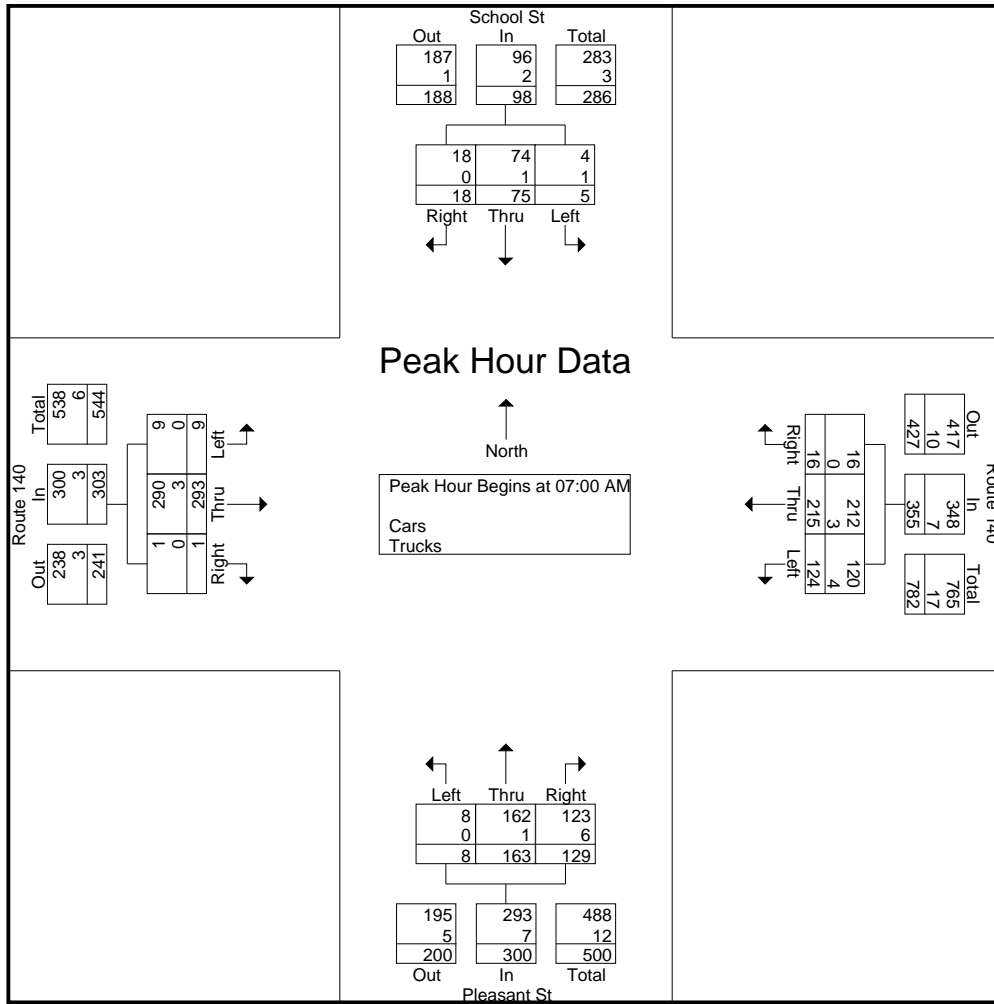 School St
Out In Total
187 96 283
1 2 3
188 98 286
18 74 4
0 1 1
18 75 5
Right Thru Left
Peak Hour Data
North
Peak Hour Begins at 07:00 AM
Cars
Trucks
Route 140
Total In Out
538 300 238
6 3 3
544 303 241
9 290 1
0 3 0
9 293 1
Left Thru Right
Route 140
Out In Total
417 348 765
10 7 17
427 355 782
16 212 120
0 3 4
16 215 124
Right Thru Left
Left Thru Right
8 162 123
0 1 6
8 163 129
195 293 488
5 7 12
200 300 500
Out In Total
Pleasant St